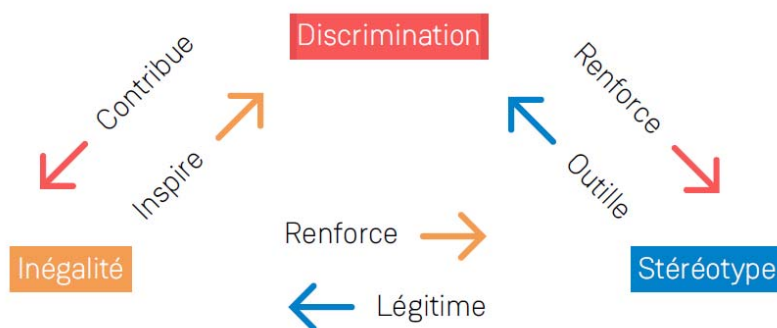 Discrimination
Contribue
Renforce
Inspire
Outille
Renforce
Inégalité
Stéréotype
Légitime